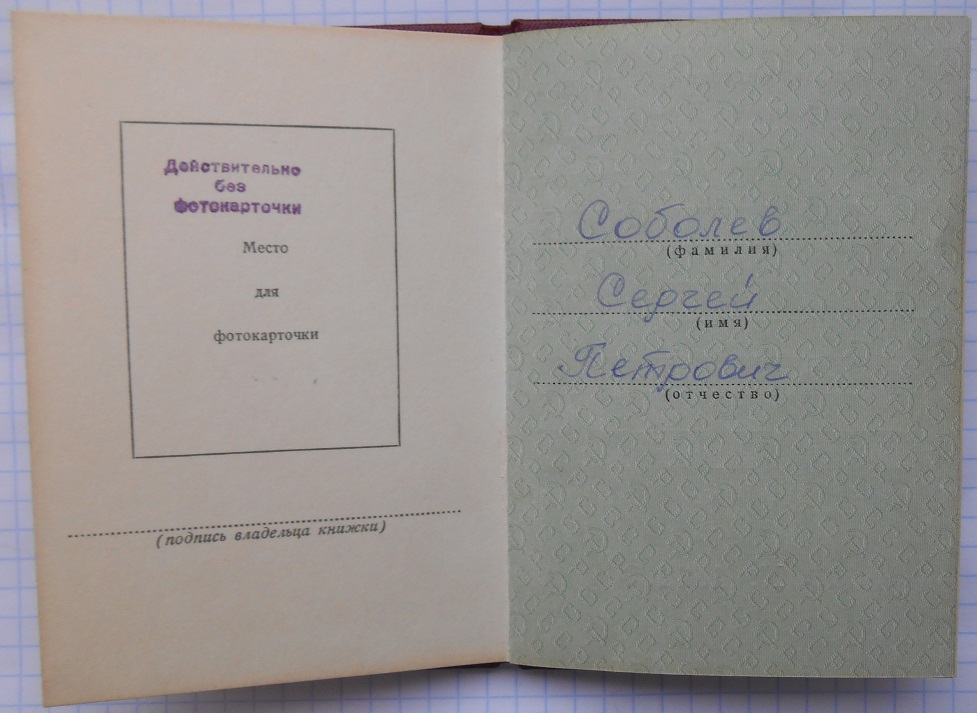 Действительно
без
фотокарточки
Место
для
фотокарточки
(подпись владельца книжки)
Соболев
(фамилия)
Сергей
(имя)
Петрович
(отчество)